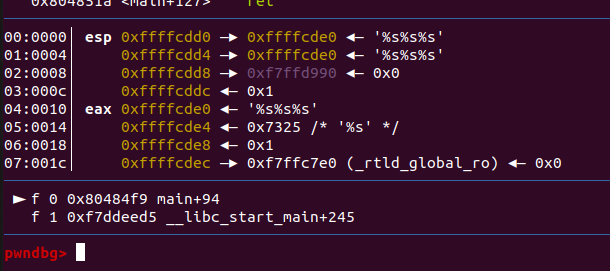 0x804851a <main+127>    ret
00:0000│ esp 0xffffcdd0 —▸ 0xffffcde0 ◂— '%s%s%s'
01:0004│     0xffffcdd4 —▸ 0xffffcde0 ◂— '%s%s%s'
02:0008│     0xffffcdd8 —▸ 0xf7ffd990 ◂— 0x0
03:000c│     0xffffcddc ◂— 0x1
04:0010│ eax 0xffffcde0 ◂— '%s%s%s'
05:0014│     0xffffcde4 ◂— 0x7325 /* '%s' */
06:0018│     0xffffcde8 ◂— 0x1
07:001c│     0xffffcdec —▸ 0xf7ffc7e0 (_rtld_global_ro) ◂— 0x0
► f 0 0x80484f9 main+94
f 1 0xf7ddeed5 __libc_start_main+245
pwndbg>